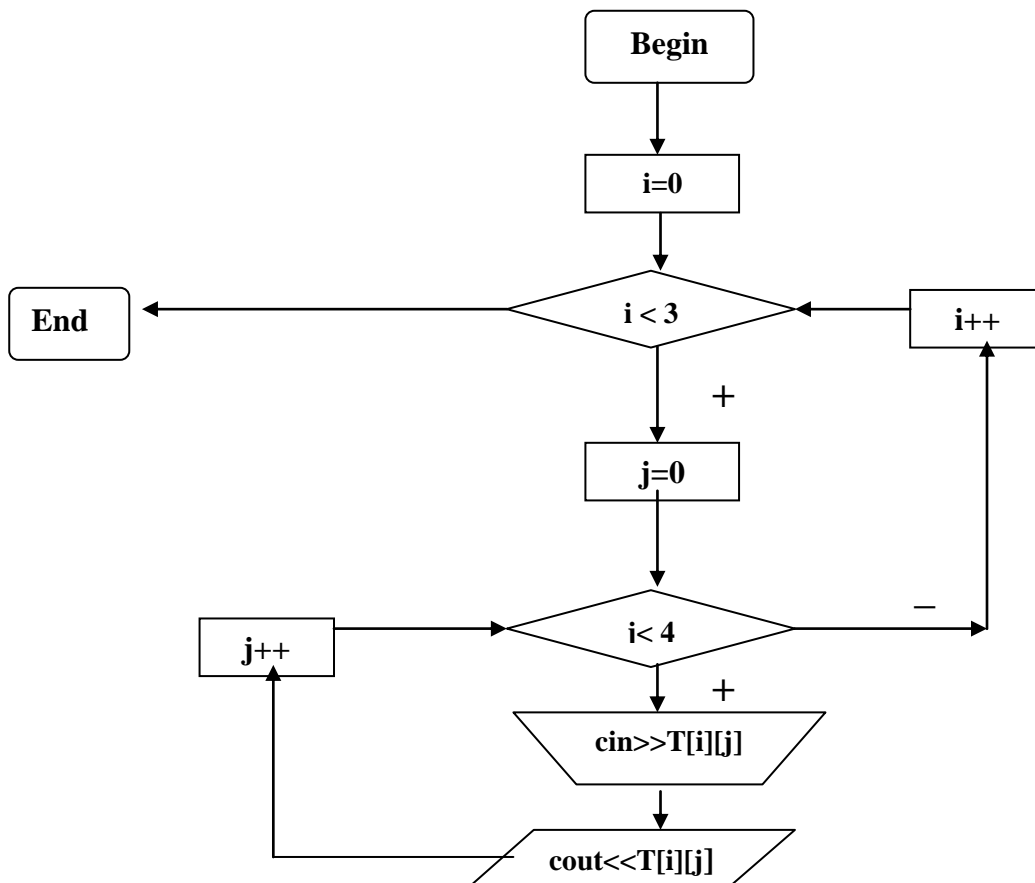 Begin
i=0
i < 3
End
i++
+
j=0
–
i< 4
j++
+
cin>>T[i][j]
cout<<T[i][j]